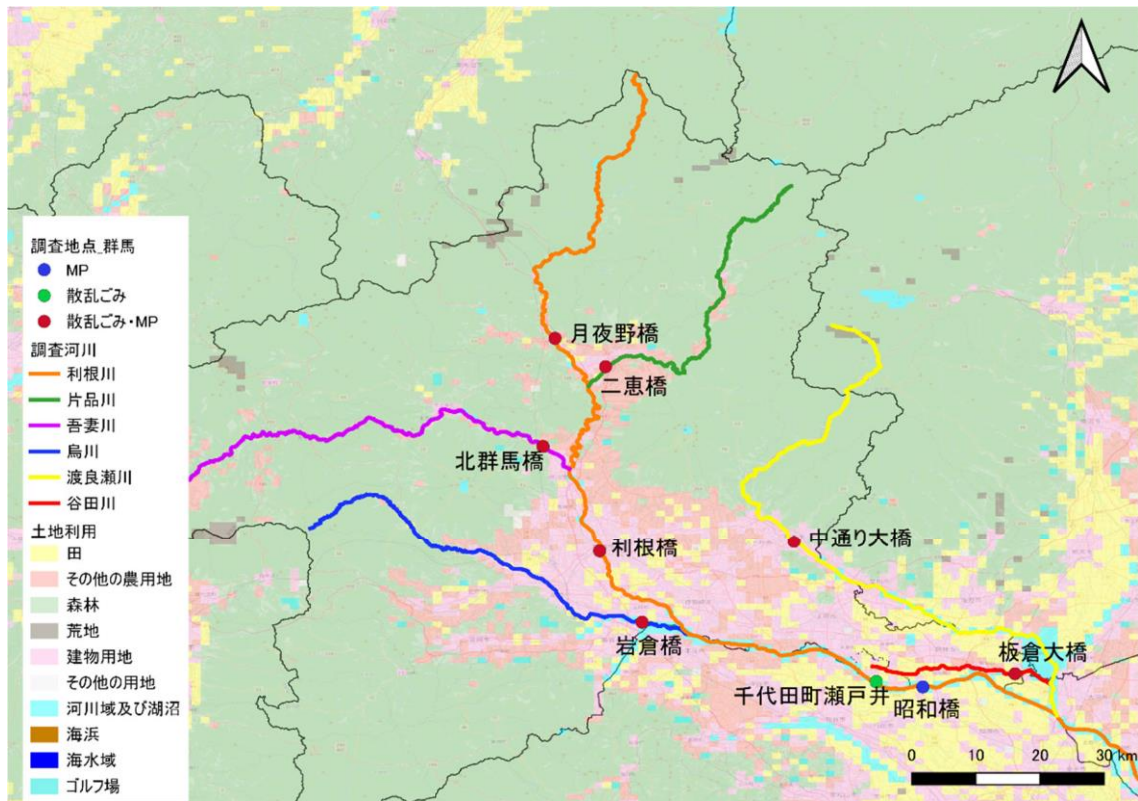 調査地点_群馬
MP
散乱ごみ
散乱ごみ・MP
調査河川
利根川
片品川
吾妻川
烏川
渡良瀬川
谷田川
土地利用
田
その他の農用地
森林
荒地
建物用地
その他の用地
河川域及び湖沼
海浜
海水域
ゴルフ場
月夜野橋
二恵橋
北群馬橋
利根橋
中通り大橋
岩倉橋
板倉大橋
千代田町瀬戸井
昭和橋
0 10 20 30 km